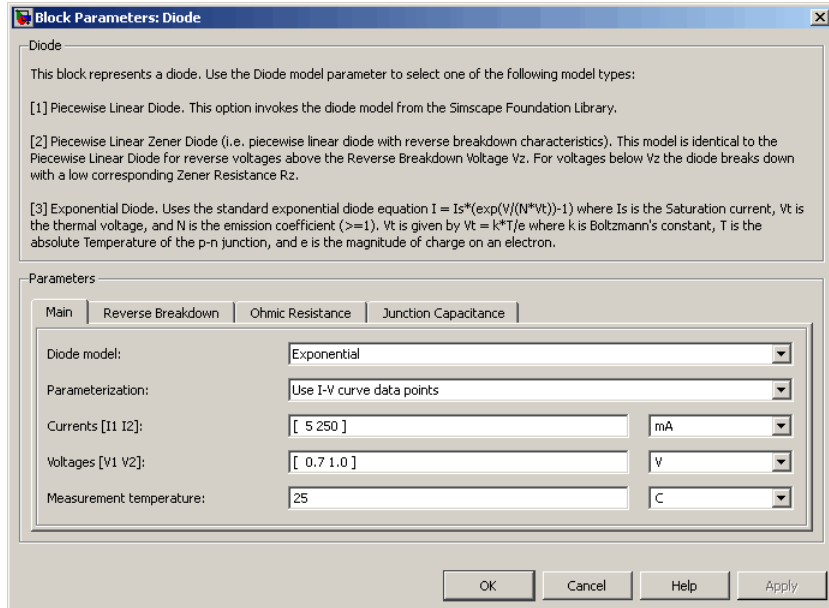 Block Parameters: Diode
Diode
This block represents a diode. Use the Diode model parameter to select one of the following model types:
[1] Piecewise Linear Diode. This option invokes the diode model from the Simscape Foundation Library.
[2] Piecewise Linear Zener Diode (i.e. piecewise linear diode with reverse breakdown characteristics). This model is identical to the
Piecewise Linear Diode for reverse voltages above the Reverse Breakdown Voltage Vz. For voltages below Vz the diode breaks down
with a low corresponding Zener Resistance Rz.
[3] Exponential Diode. Uses the standard exponential diode equation I = Is*(exp(V/(N*Vt))-1) where Is is the Saturation current, Vt is
the thermal voltage, and N is the emission coefficient (>=1). Vt is given by Vt = k*T/e where k is Boltzmann's constant, T is the
absolute Temperature of the p-n junction, and e is the magnitude of charge on an electron.
Parameters
Main Reverse Breakdown Ohmic Resistance Junction Capacitance
Diode model: Exponential
Parameterization: Use I-V curve data points
Currents [I1 I2]: [ 5 250 ] mA
Voltages [V1 V2]: [ 0.7 1.0 ] V
Measurement temperature: 25 C
OK Cancel Help Apply